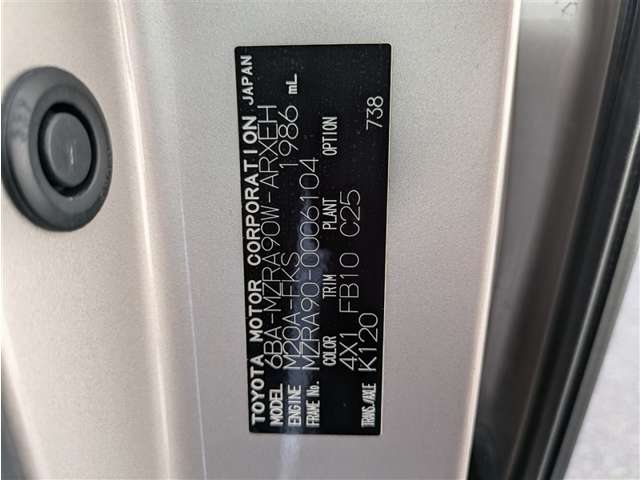 TOYOTA MOTOR CORPORATION JAPAN
MODEL 6BA-MZRA90W-ARXEH
ENGINE M20A-FKS 1986 mL
FRAME No. MZRA90-0006104
COLOR TRIM PLANT OPTION
4X1 FB10 C25 738
TRANS./AXLE K120